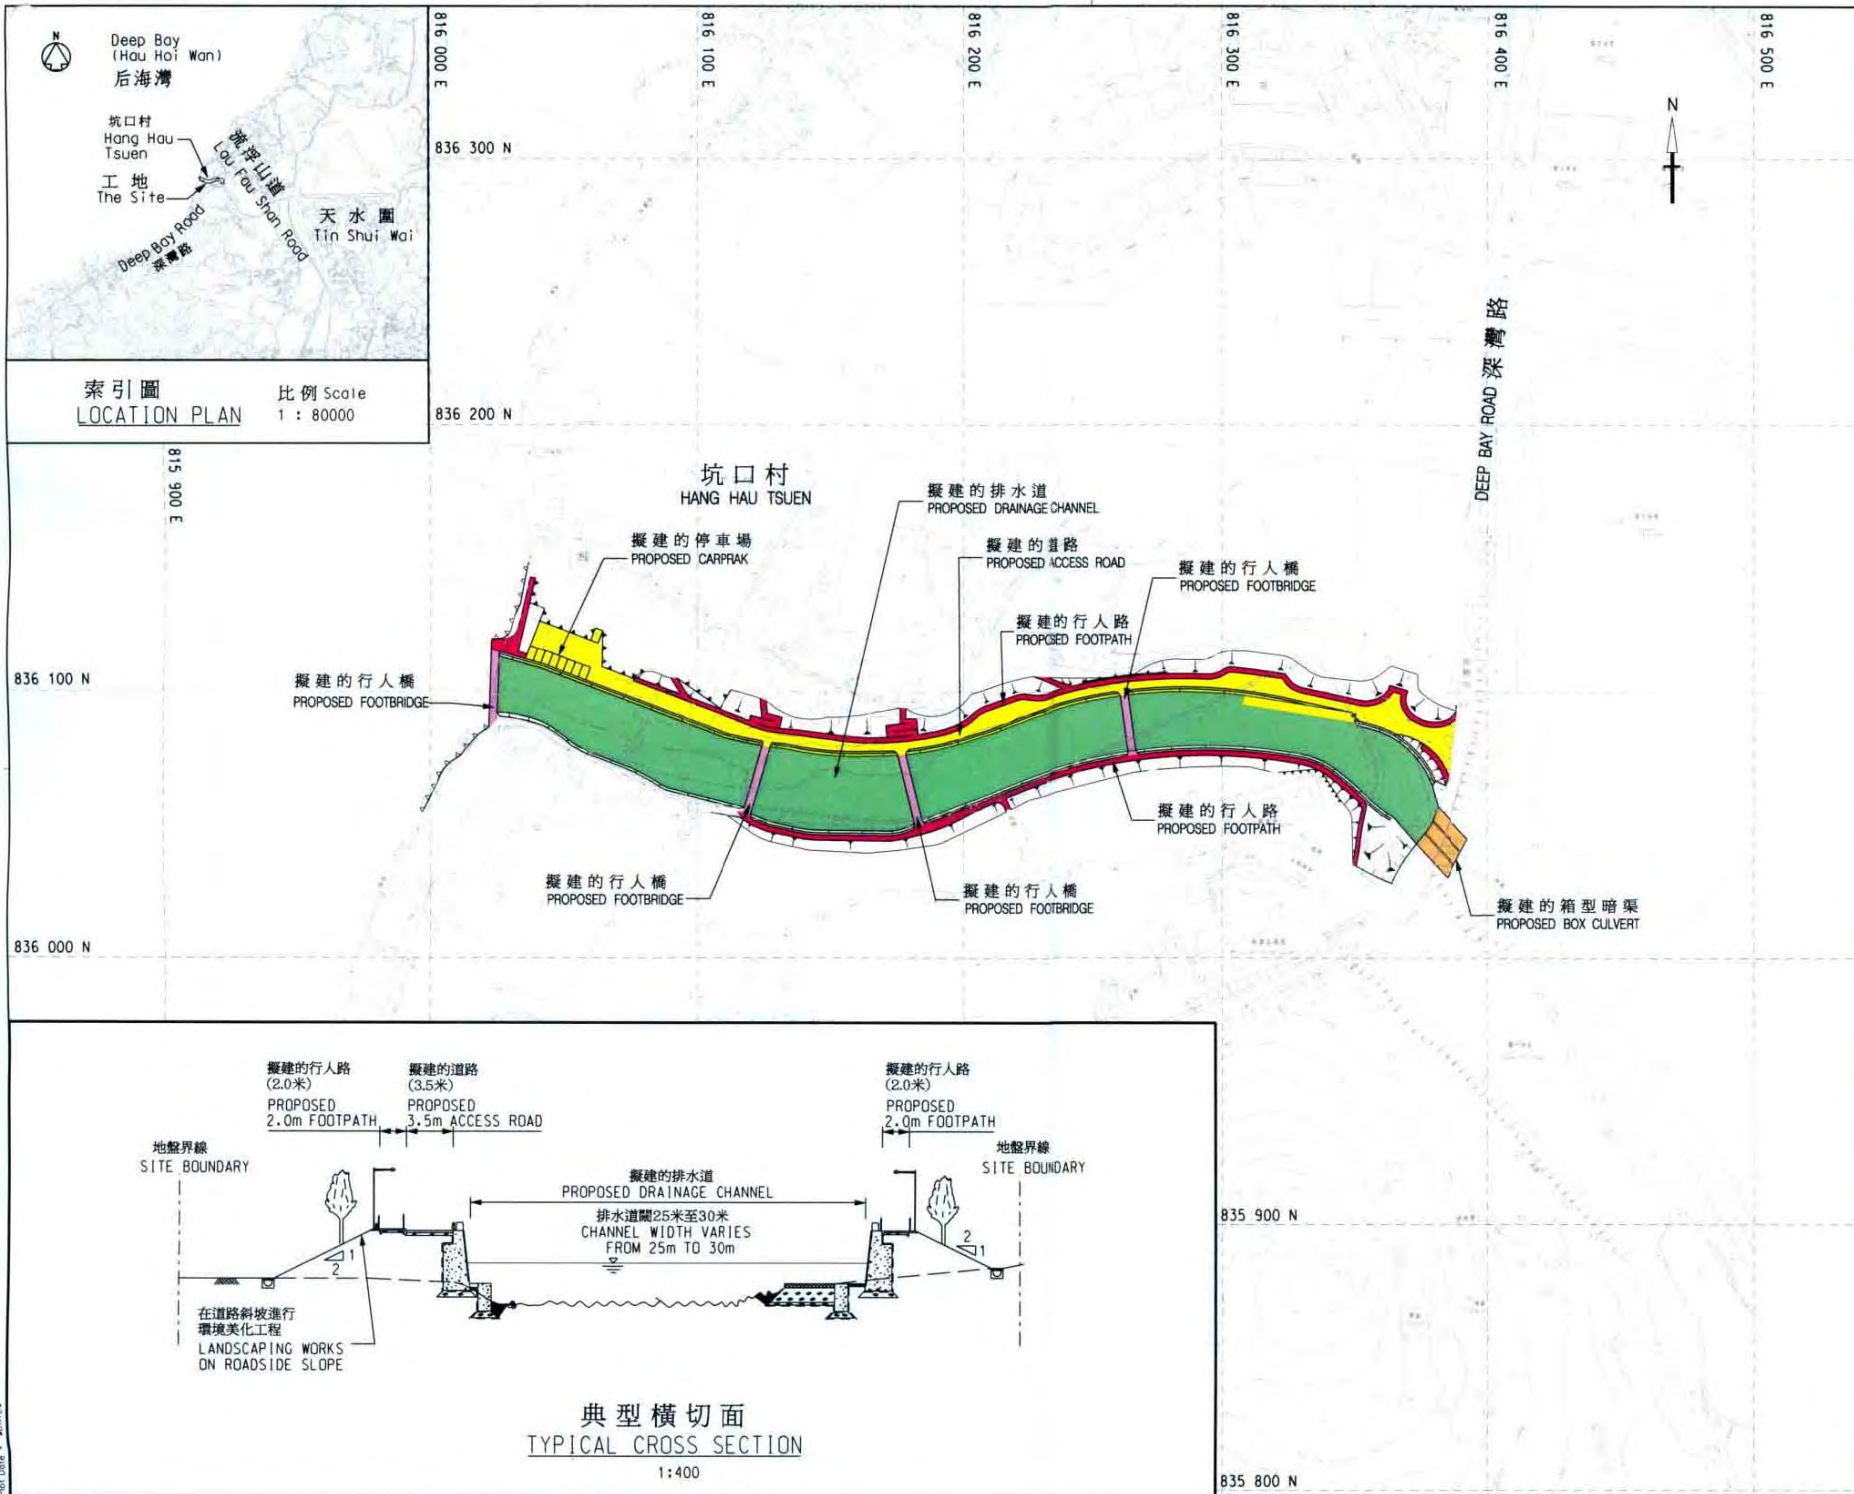 N
Deep Bay
(Hau Hoi Wan)
后海灣
坑口村
Hang Hau
Tsuen
工地
The Site
流浮山道
Lau Fau Shan Road
天水圍
Tin Shui Wai
Deep Bay Road
深灣路
索引圖
LOCATION PLAN
比例 Scale
1 : 80000
816 000 E
816 100 E
816 200 E
816 300 E
816 400 E
816 500 E
N
836 300 N
836 200 N
815 900 E
DEEP BAY ROAD 深灣路
坑口村
HANG HAU TSUEN
擬建的排水道
PROPOSED DRAINAGE CHANNEL
擬建的停車場
PROPOSED CARPRAK
擬建的道路
PROPOSED ACCESS ROAD
擬建的行人橋
PROPOSED FOOTBRIDGE
擬建的行人路
PROPOSED FOOTPATH
836 100 N
擬建的行人橋
PROPOSED FOOTBRIDGE
擬建的行人路
PROPOSED FOOTPATH
擬建的行人橋
PROPOSED FOOTBRIDGE
擬建的行人橋
PROPOSED FOOTBRIDGE
擬建的箱型暗渠
PROPOSED BOX CULVERT
836 000 N
擬建的行人路
(2.0米)
PROPOSED
2.0m FOOTPATH
擬建的道路
(3.5米)
PROPOSED
3.5m ACCESS ROAD
擬建的行人路
(2.0米)
PROPOSED
2.0m FOOTPATH
地盤界線
SITE BOUNDARY
地盤界線
SITE BOUNDARY
擬建的排水道
PROPOSED DRAINAGE CHANNEL
排水道闊25米至30米
CHANNEL WIDTH VARIES
FROM 25m TO 30m
1
2
2
1
在道路斜坡進行
環境美化工程
LANDSCAPING WORKS
ON ROADSIDE SLOPE
典型橫切面
TYPICAL CROSS SECTION
1:400
835 900 N
835 800 N